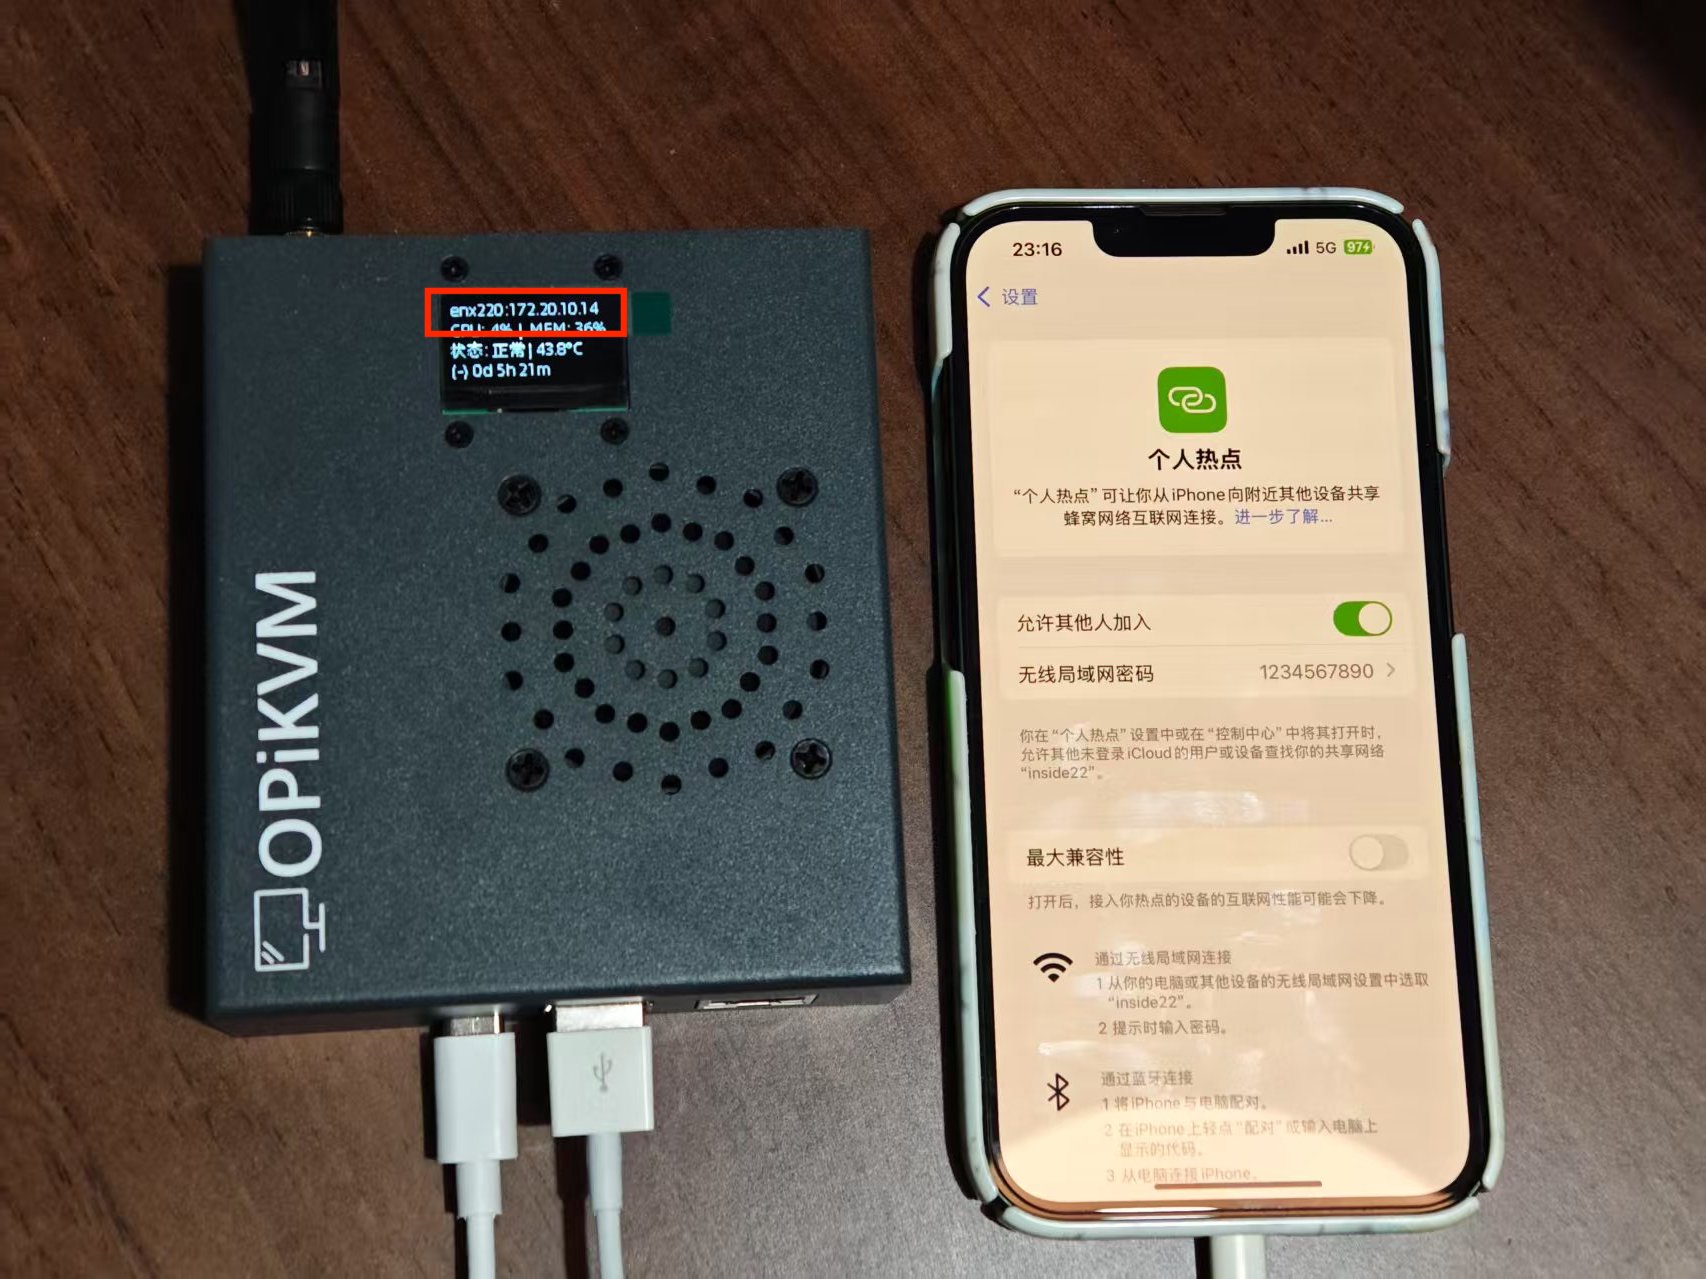 enx220:172.20.10.14
CPU: 4% | MEM: 36%
状态: 正常 | 43.8°C
(-) 0d 5h 21m
OPiKVM
23:16
5G 97
设置
个人热点
“个人热点”可让你从iPhone向附近其他设备共享
蜂窝网络互联网连接。进一步了解...
允许其他人加入
无线局域网密码 1234567890
你在“个人热点”设置中或在“控制中心”中将其打开时，
允许其他未登录iCloud的用户或设备查找你的共享网络
“inside22”。
最大兼容性
打开后，接入你热点的设备的互联网性能可能会下降。
通过无线局域网连接
1 从你的电脑或其他设备的无线局域网设置中选取
“inside22”。
2 提示时输入密码。
通过蓝牙连接
1 将iPhone与电脑配对。
2 在iPhone上轻点“配对”或输入电脑上
显示的代码。
3 从电脑连接iPhone。